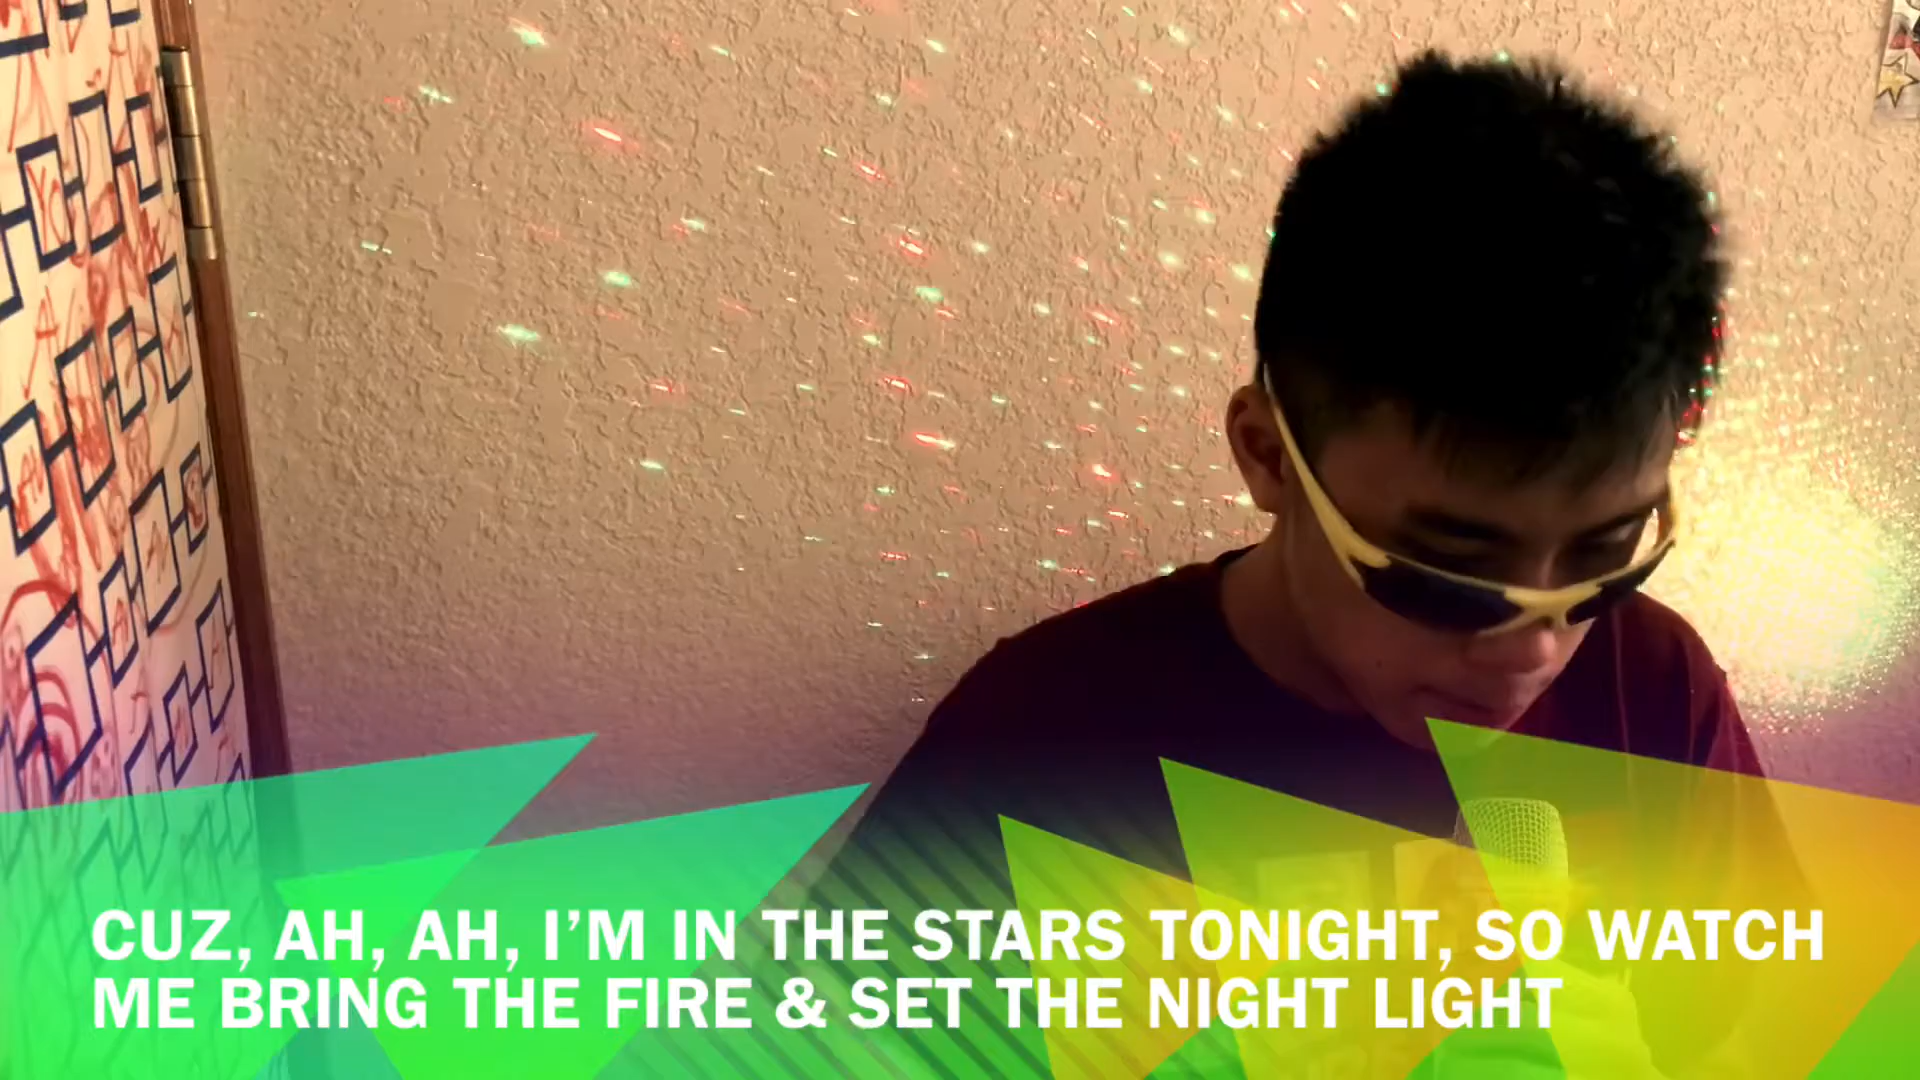 CUZ, AH, AH, I’M IN THE STARS TONIGHT, SO WATCH
ME BRING THE FIRE & SET THE NIGHT LIGHT